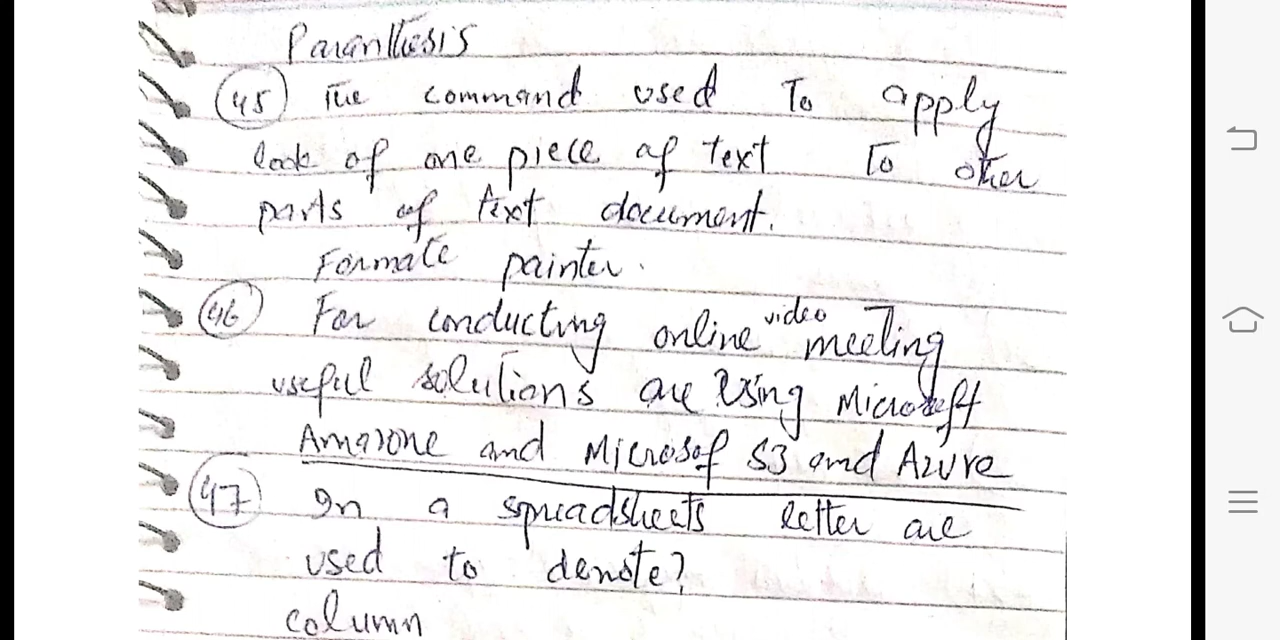 Paranthesis
45 The command used To apply
look of one piece of text To other
parts of text document.
Formate painter.
46 For conducting online video meeting
useful solutions are Using Microsoft
Amazone and Microsof S3 and Azure
47 In a spreadsheets letter are
used to denote?
column